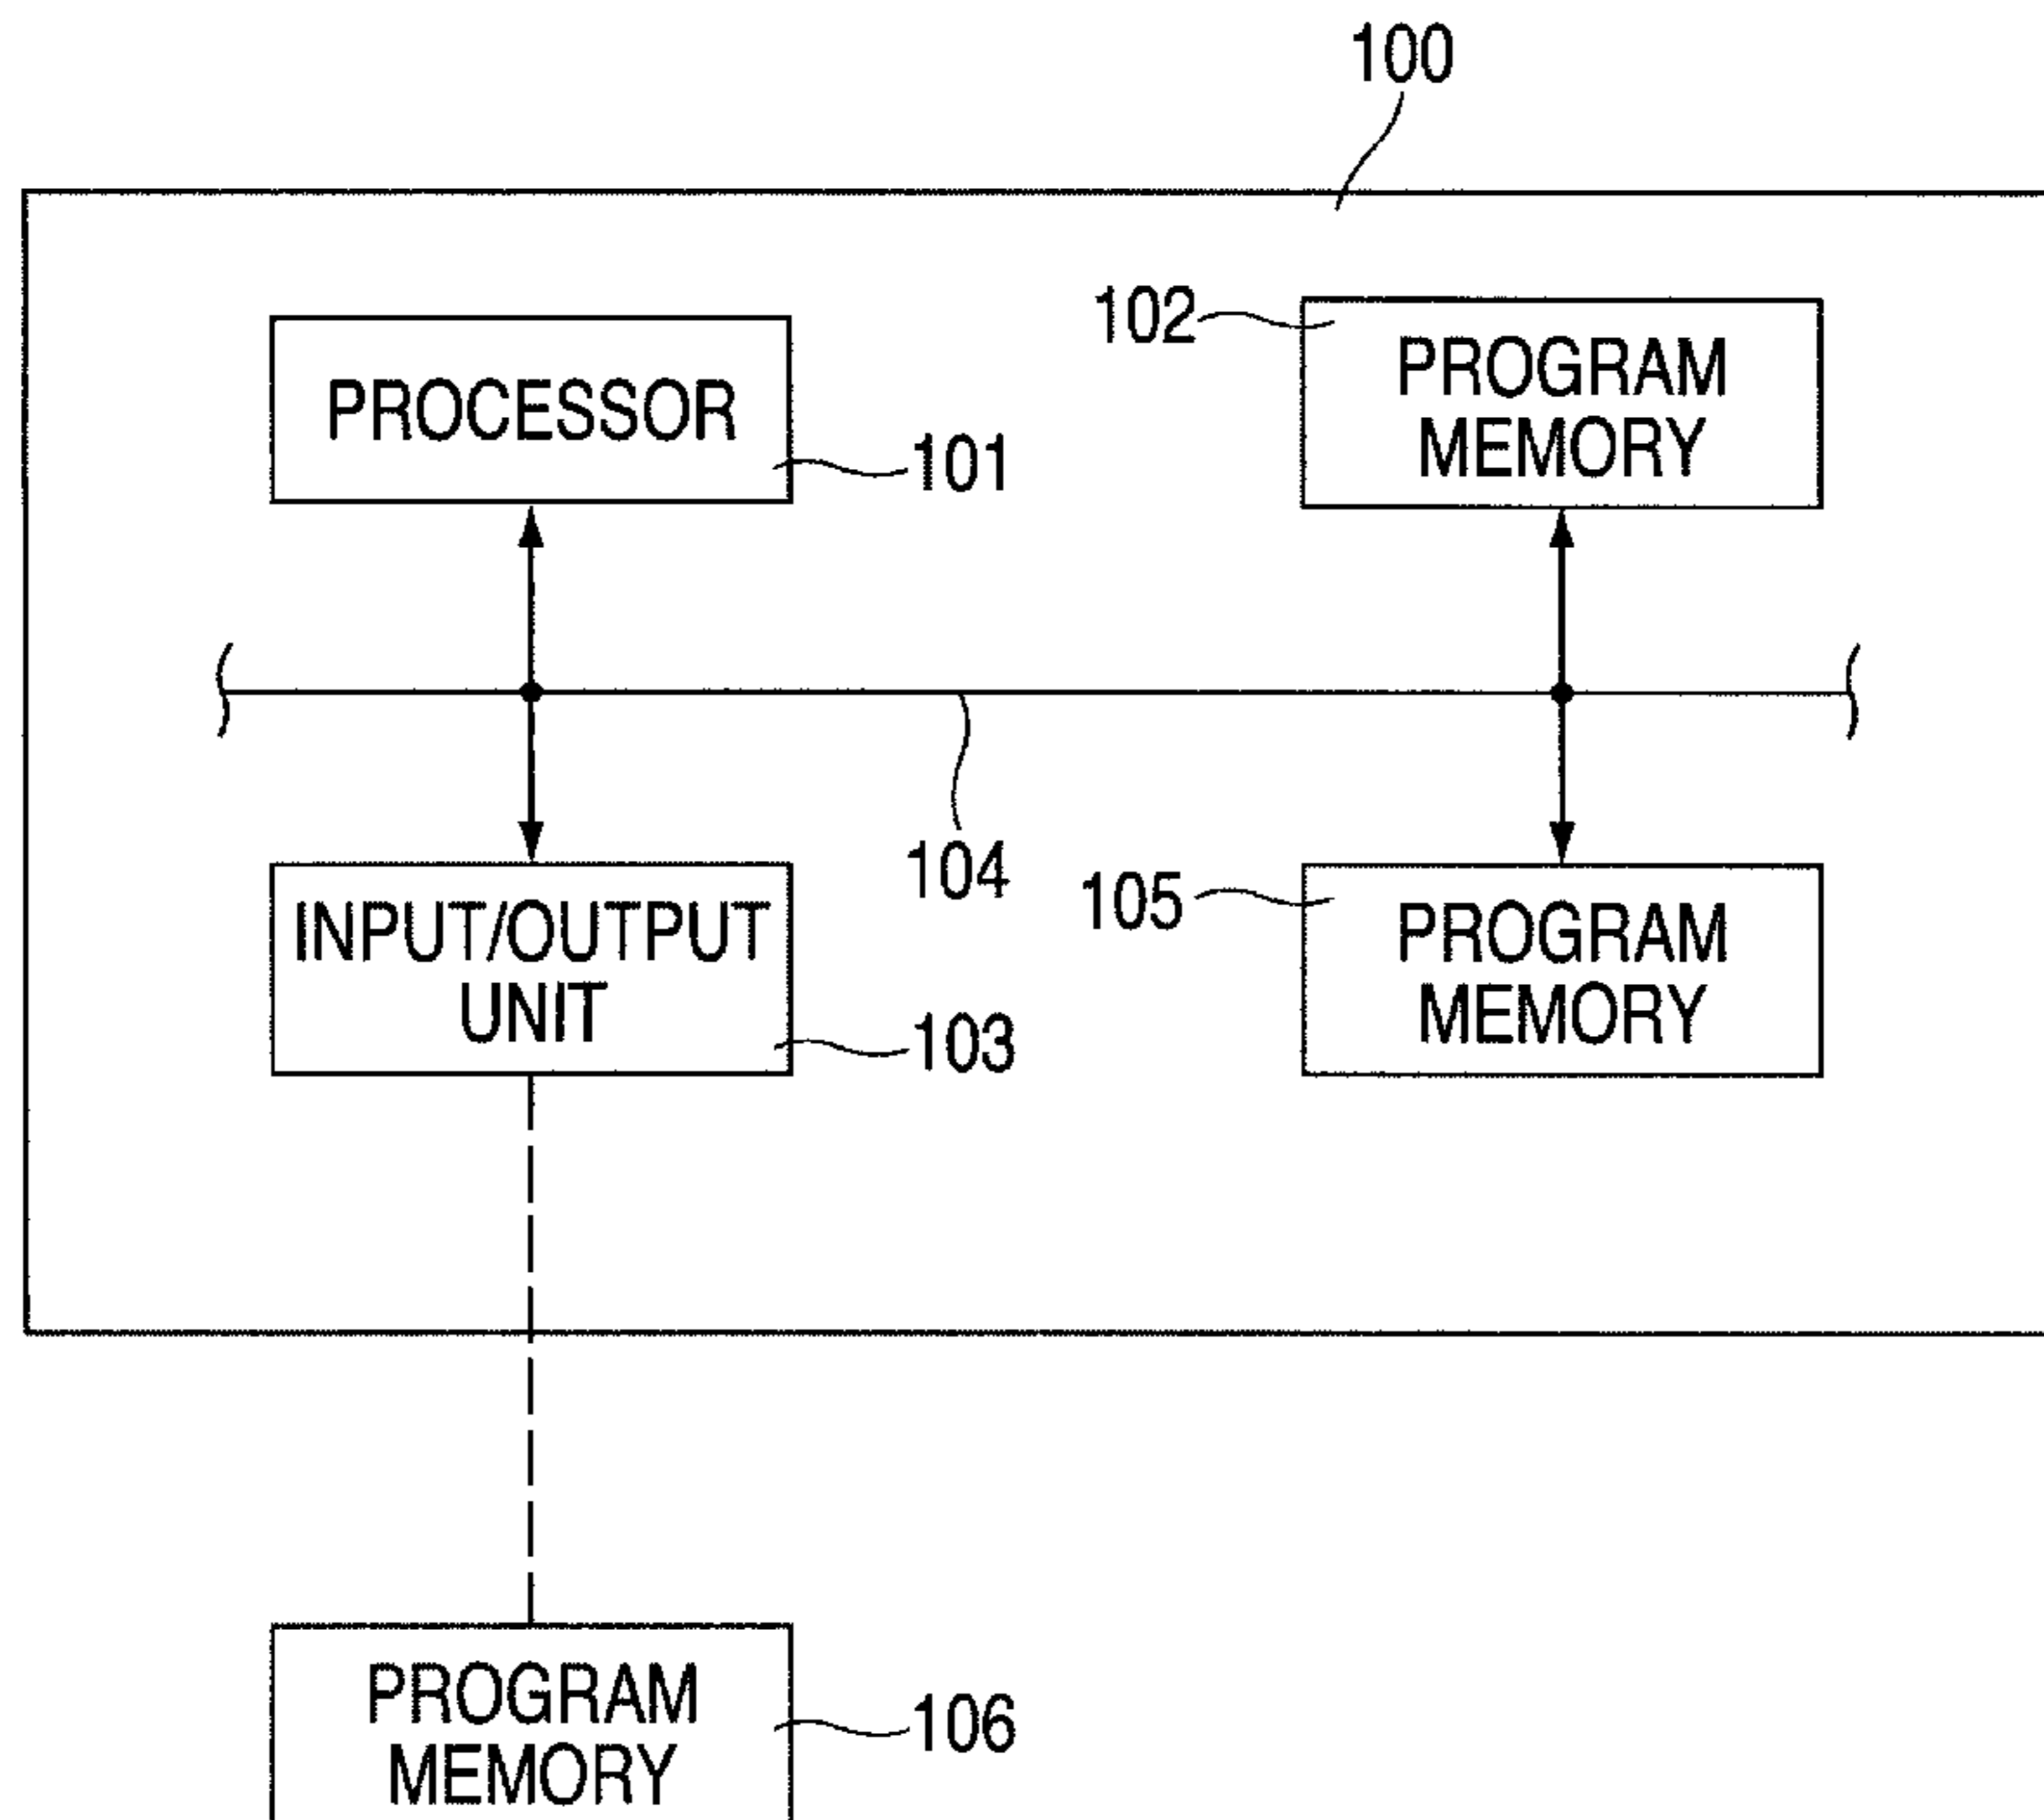 100
102
PROGRAM
MEMORY
PROCESSOR
101
104
105
INPUT/OUTPUT
UNIT
103
PROGRAM
MEMORY
PROGRAM
MEMORY
106